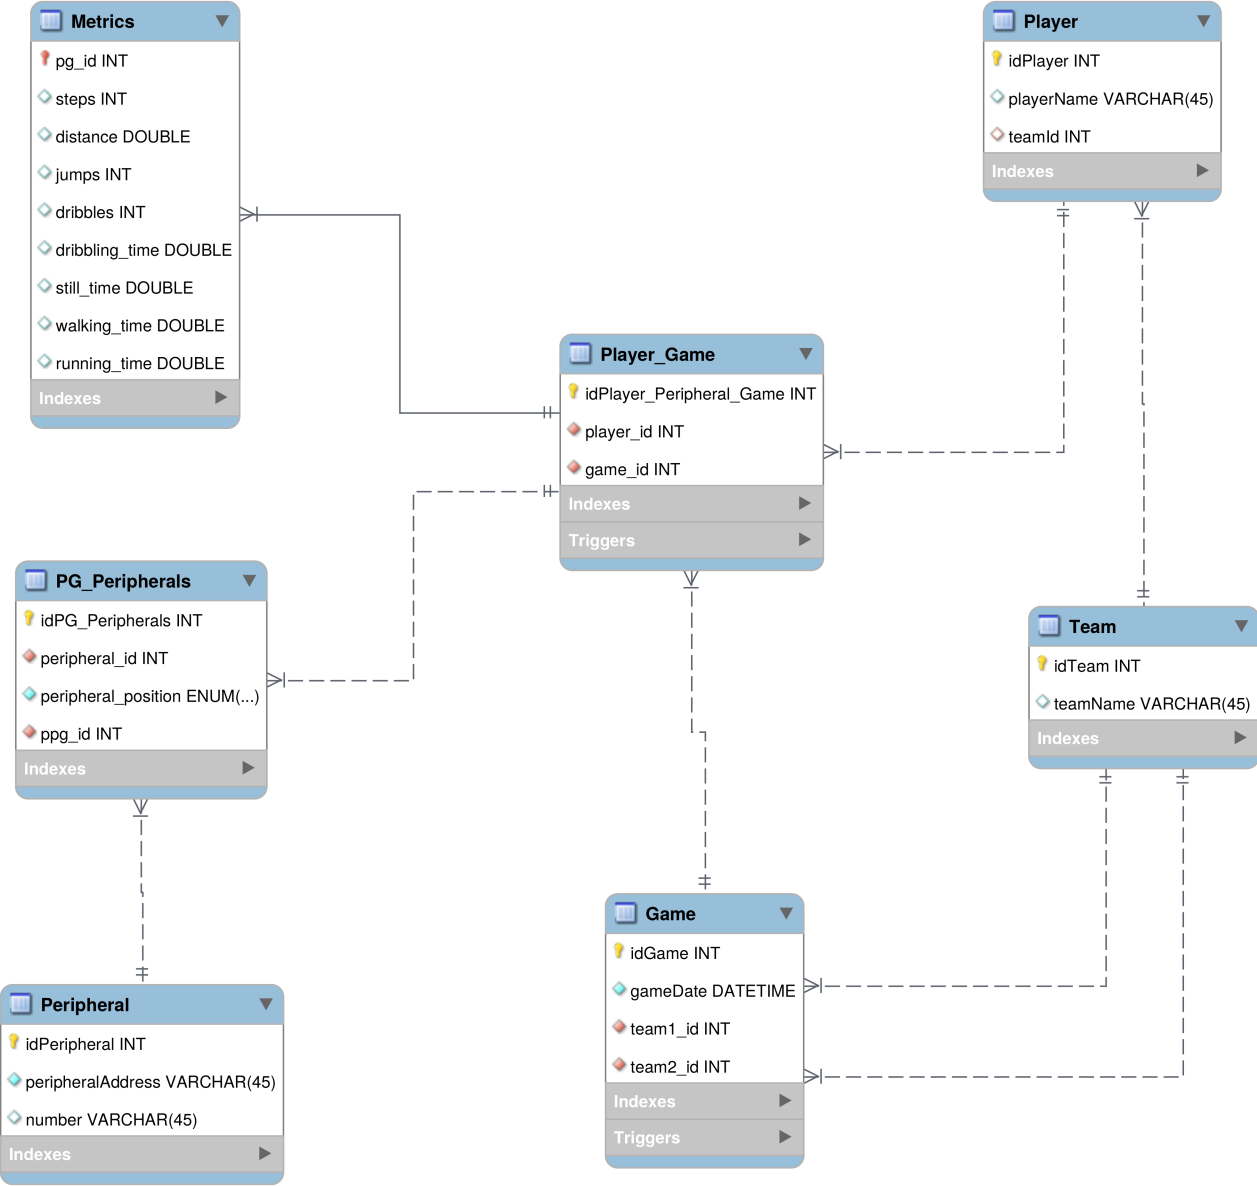 Metrics
pg_id INT
steps INT
distance DOUBLE
jumps INT
dribbles INT
dribbling_time DOUBLE
still_time DOUBLE
walking_time DOUBLE
running_time DOUBLE
Indexes
Player
idPlayer INT
playerName VARCHAR(45)
teamId INT
Indexes
Player_Game
idPlayer_Peripheral_Game INT
player_id INT
game_id INT
Indexes
Triggers
PG_Peripherals
idPG_Peripherals INT
peripheral_id INT
peripheral_position ENUM(...)
ppg_id INT
Indexes
Team
idTeam INT
teamName VARCHAR(45)
Indexes
Game
idGame INT
gameDate DATETIME
team1_id INT
team2_id INT
Indexes
Triggers
Peripheral
idPeripheral INT
peripheralAddress VARCHAR(45)
number VARCHAR(45)
Indexes